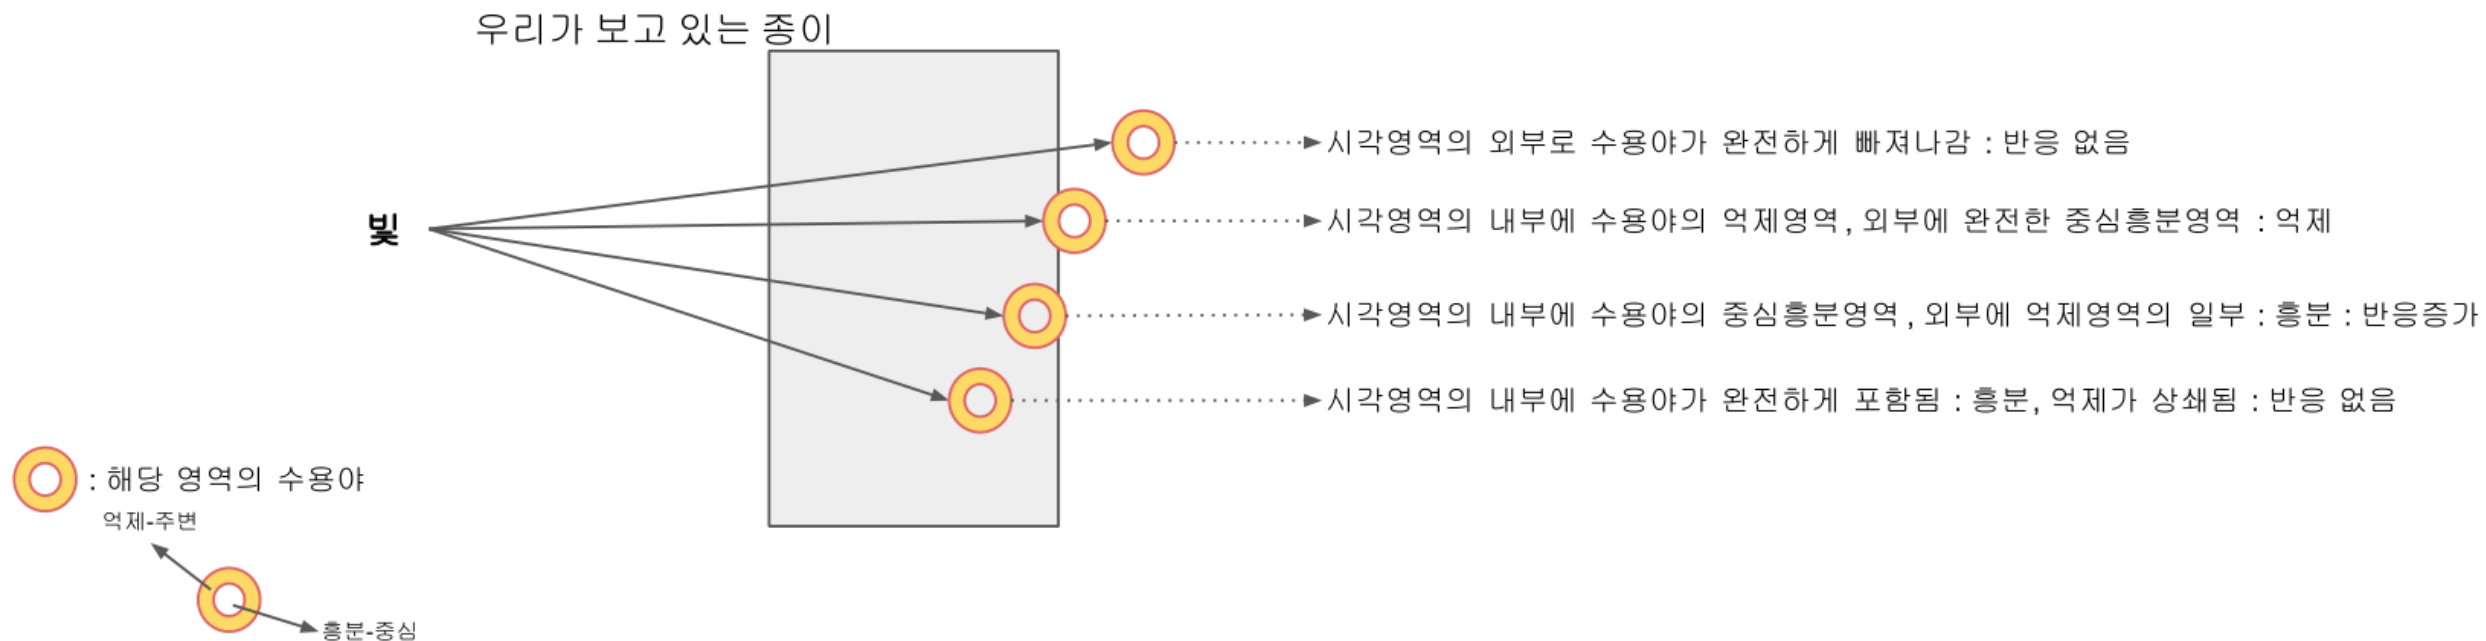 우리가 보고 있는 종이
시각영역의 외부로 수용야가 완전하게 빠져나감 : 반응 없음
빛
시각영역의 내부에 수용야의 억제영역, 외부에 완전한 중심흥분영역 : 억제
시각영역의 내부에 수용야의 중심흥분영역, 외부에 억제영역의 일부 : 흥분 : 반응증가
시각영역의 내부에 수용야가 완전하게 포함됨 : 흥분, 억제가 상쇄됨 : 반응 없음
: 해당 영역의 수용야
억제-주변
흥분-중심